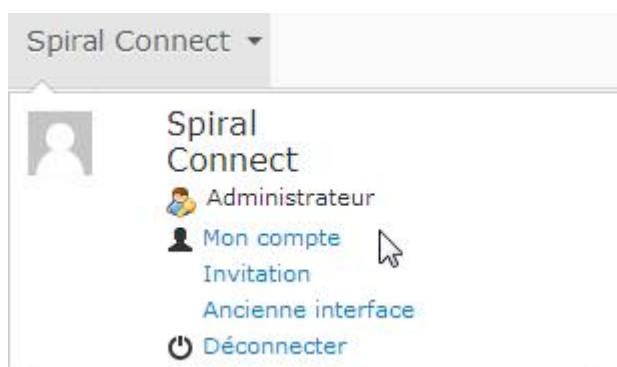 Spiral Connect
Spiral
Connect
Administrateur
Mon compte
Invitation
Ancienne interface
Déconnecter